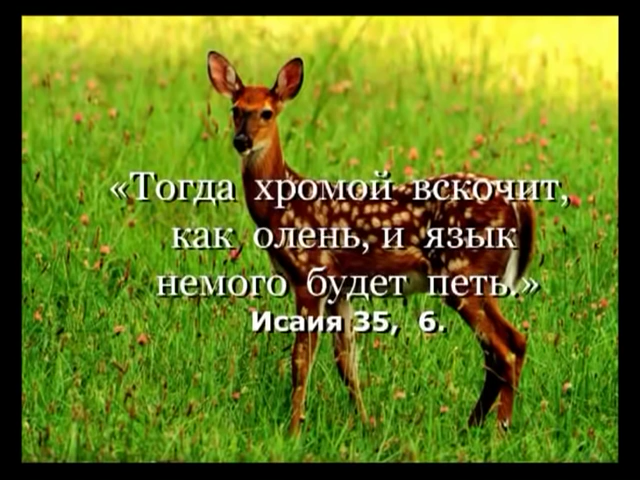 «Тогда хромой вскочит,
как олень, и язык
немого будет петь.»
Исаия 35, 6.